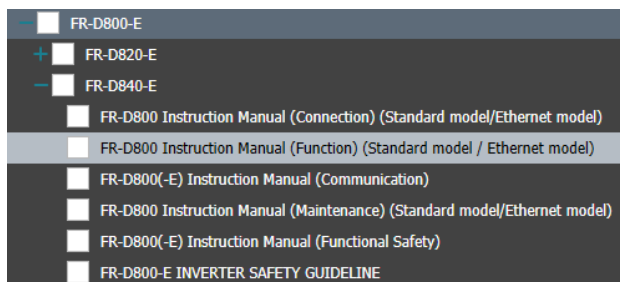 FR-D800-E
FR-D820-E
FR-D840-E
FR-D800 Instruction Manual (Connection) (Standard model/Ethernet model)
FR-D800 Instruction Manual (Function) (Standard model / Ethernet model)
FR-D800(-E) Instruction Manual (Communication)
FR-D800 Instruction Manual (Maintenance) (Standard model/Ethernet model)
FR-D800(-E) Instruction Manual (Functional Safety)
FR-D800-E INVERTER SAFETY GUIDELINE